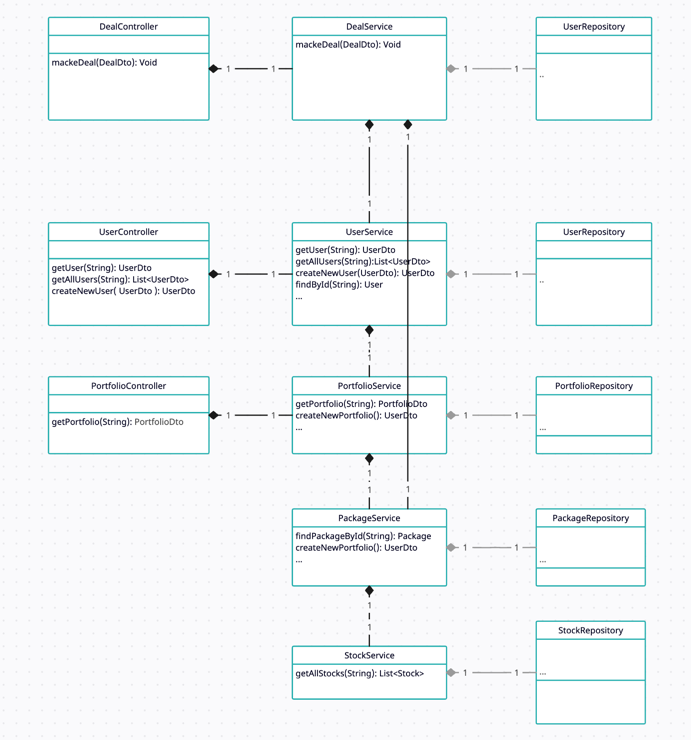 DealController
mackeDeal(DealDto): Void
1
1
DealService
mackeDeal(DealDto): Void
1
1
UserRepository
..
1
1
1
UserController
getUser(String): UserDto
getAllUsers(String): List<UserDto>
createNewUser( UserDto ): UserDto
1
1
UserService
getUser(String): UserDto
getAllUsers(String):List<UserDto>
createNewUser(UserDto): UserDto
findById(String): User
...
1
1
UserRepository
..
1
1
PortfolioController
getPortfolio(String): PortfolioDto
1
1
PortfolioService
getPortfolio(String): PortfolioDto
createNewPortfolio(): UserDto
...
1
1
PortfolioRepository
...
1
1
1
PackageService
findPackageById(String): Package
createNewPortfolio(): UserDto
...
1
1
PackageRepository
...
1
1
StockService
getAllStocks(String): List<Stock>
1
1
StockRepository
...